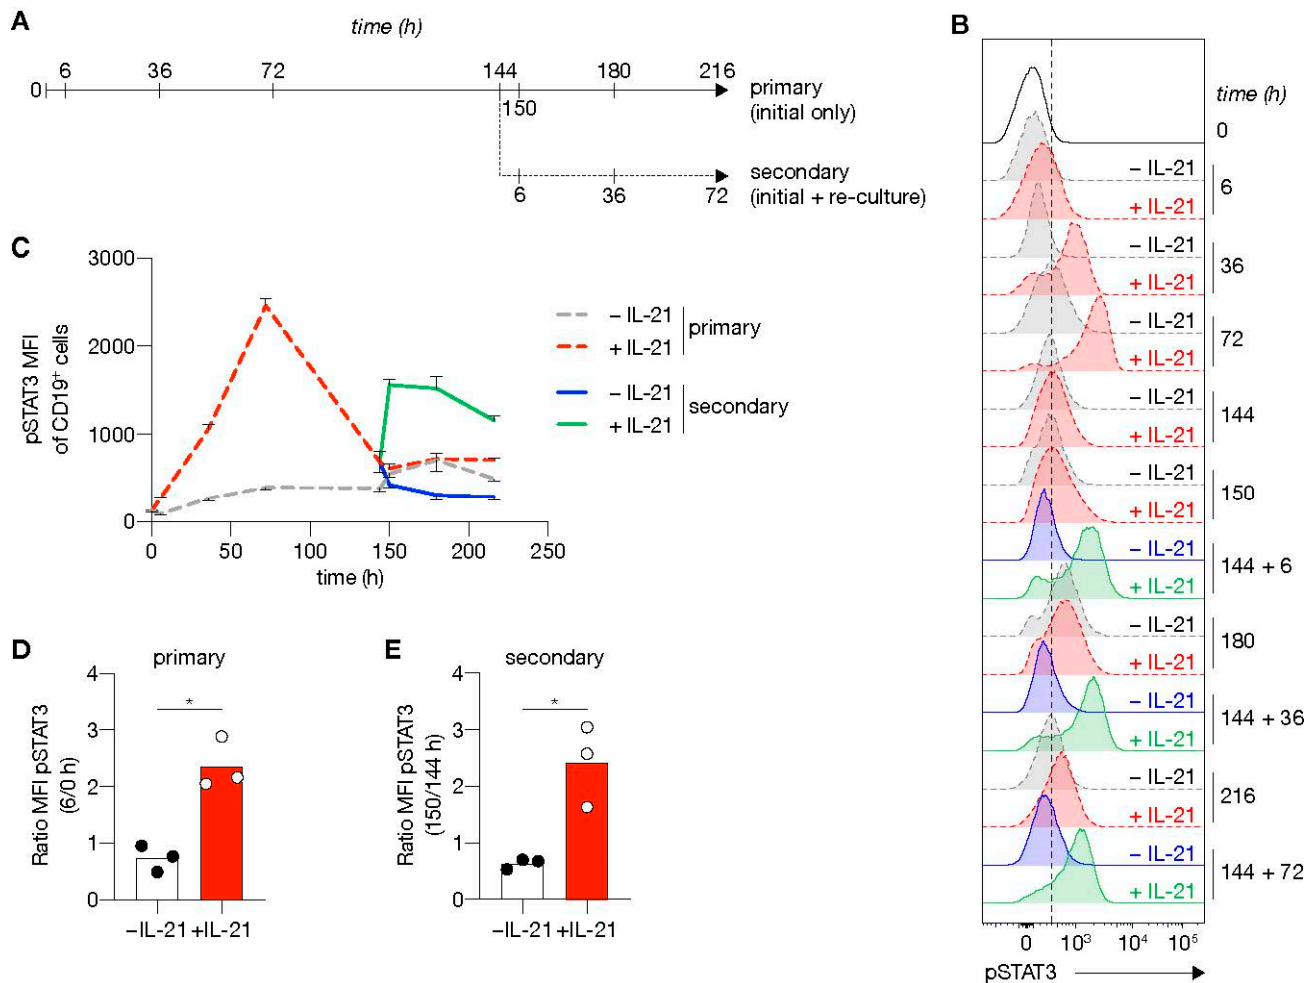 A
time (h)
6 36 72 144 180 216
0
150
primary
(initial only)
secondary
(initial + re-culture)
6 36 72
B
time (h)
0
– IL-21
+ IL-21
6
– IL-21
+ IL-21
36
– IL-21
+ IL-21
72
– IL-21
+ IL-21
144
– IL-21
+ IL-21
150
– IL-21
+ IL-21
144 + 6
– IL-21
+ IL-21
180
– IL-21
+ IL-21
144 + 36
– IL-21
+ IL-21
216
– IL-21
+ IL-21
144 + 72
0 10³ 10⁴ 10⁵
pSTAT3
C
pSTAT3 MFI
of CD19⁺ cells
3000
2000
1000
0
0 50 100 150 200 250
time (h)
– IL-21
+ IL-21
primary
– IL-21
+ IL-21
secondary
D
primary
Ratio MFI pSTAT3
(6/0 h)
4
3
2
1
0
*
–IL-21 +IL-21
E
secondary
Ratio MFI pSTAT3
(150/144 h)
4
3
2
1
0
*
–IL-21 +IL-21